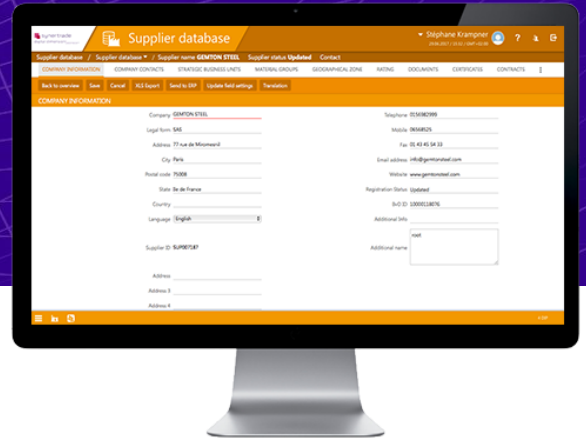 synertrade
Supplier database
Stéphane Krampner
?
Supplier database / Supplier database / Supplier name GEMTON STEEL Supplier status Updated Contact
COMPANY INFORMATION COMPANY CONTACTS STRATEGIC BUSINESS UNITS MATERIAL GROUPS GEOGRAPHICAL ZONE RATING DOCUMENTS CERTIFICATES CONTRACTS
Back to overview Save Cancel XLS Export Send to ERP Update field settings Translation
COMPANY INFORMATION
Company GEMTON STEEL Telephone 0156982999
Legal form SAS Mobile 06568525
Address 77 rue de Miromesnil Fax 01 43 45 54 33
City Paris Email address info@gemtonsteel.com
Postal code 75008 Website www.gemtonsteel.com
State Ile de France Registration Status Updated
Country D&B ID 10000118076
Language English Additional Info
Supplier ID SUP007187 Additional name root
Address
Address 3
Address 4